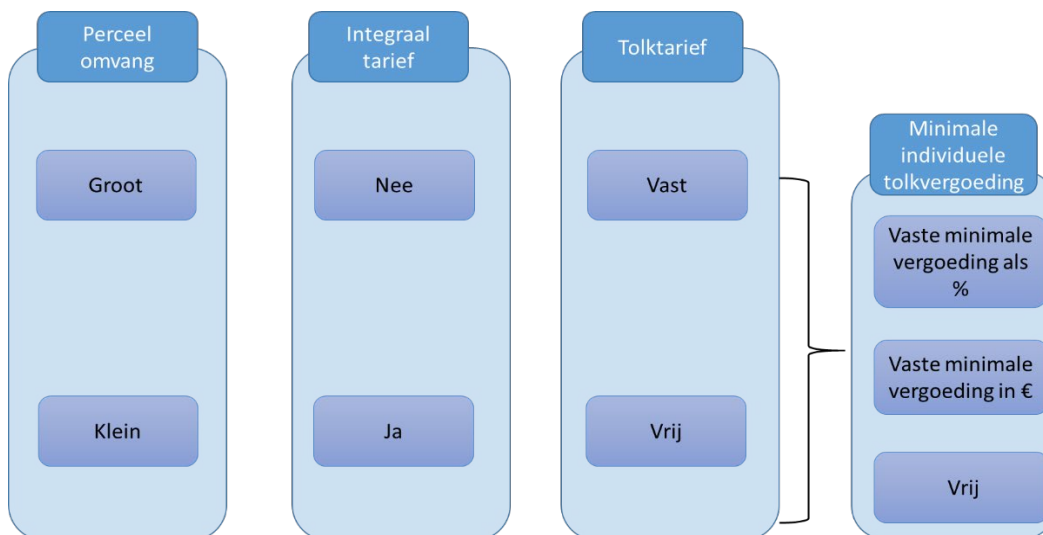 Perceel
omvang
Groot
Klein
Integraal
tarief
Nee
Ja
Tolktarief
Vast
Vrij
Minimale
individuele
tolkvergoeding
Vaste minimale
vergoeding als
%
Vaste minimale
vergoeding in €
Vrij